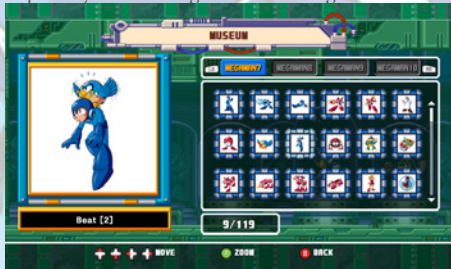 MUSEUM
MEGAMAN7 MEGAMAN8 MEGAMAN9 MEGAMAN10
Beat [2]
9/119
MOVE ZOOM BACK